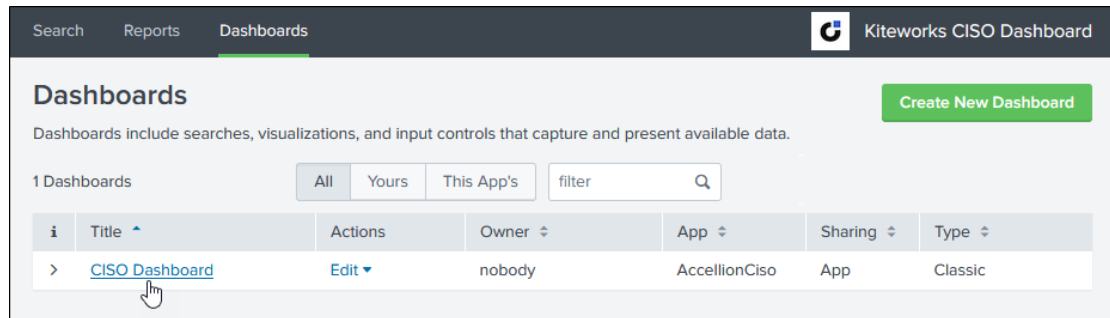 Search Reports Dashboards Kiteworks CISO Dashboard
Dashboards
Create New Dashboard
Dashboards include searches, visualizations, and input controls that capture and present available data.
1 Dashboards All Yours This App's filter
i Title Actions Owner App Sharing Type
CISO Dashboard Edit nobody AccellionCiso App Classic